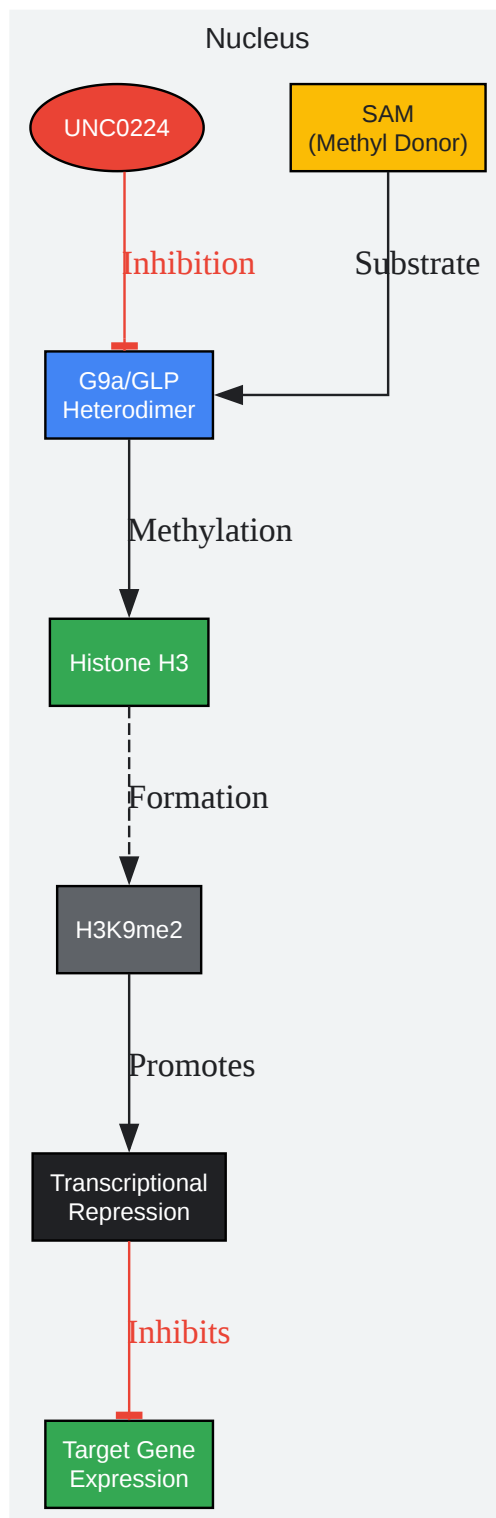 Nucleus
UNC0224
SAM
(Methyl Donor)
Inhibition
Substrate
G9a/GLP
Heterodimer
Methylation
Histone H3
Formation
H3K9me2
Promotes
Transcriptional
Repression
Inhibits
Target Gene
Expression